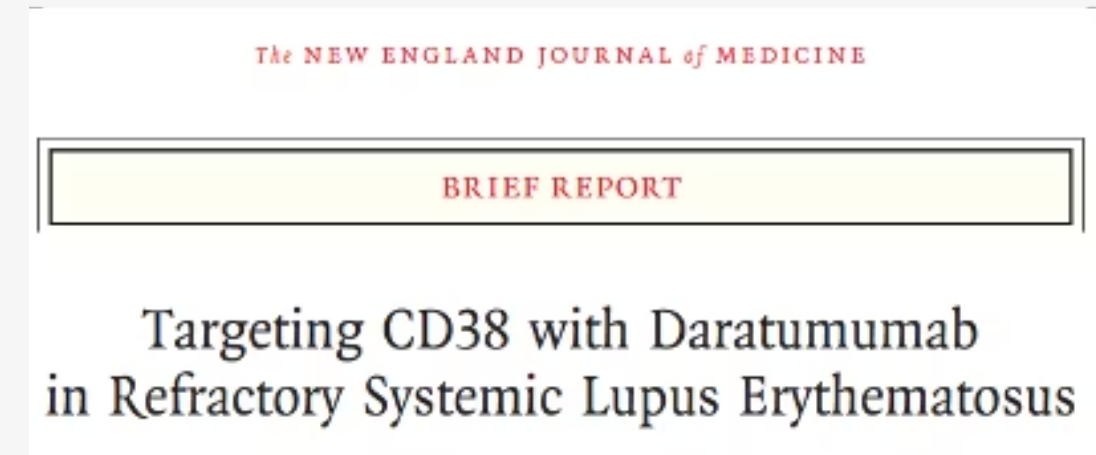 The NEW ENGLAND JOURNAL of MEDICINE
BRIEF REPORT
Targeting CD38 with Daratumumab
in Refractory Systemic Lupus Erythematosus